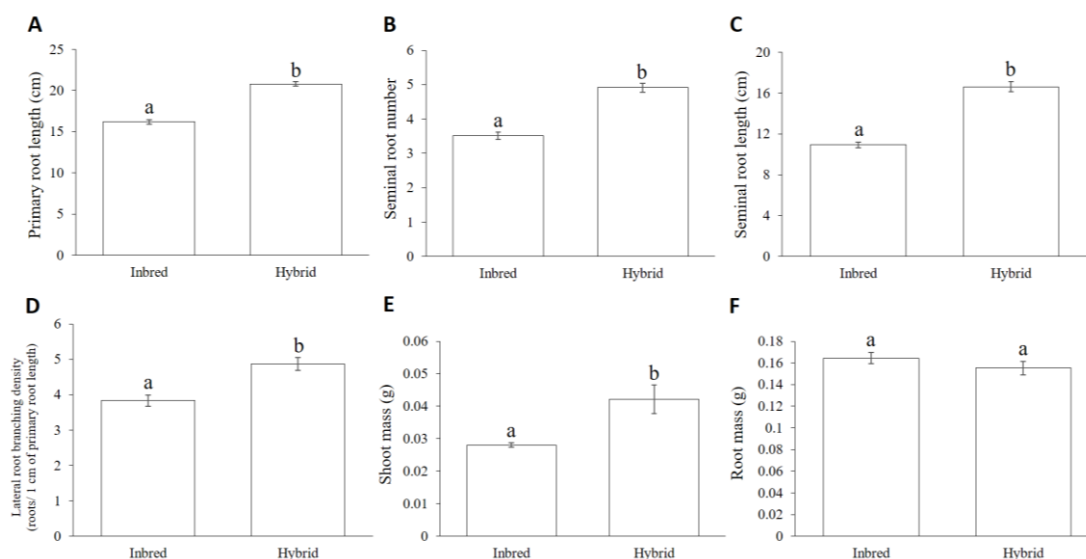 A
Primary root length (cm)
25
20
15
10
5
0
a
b
Inbred
Hybrid
B
Seminal root number
6
5
4
3
2
1
0
a
b
Inbred
Hybrid
C
Seminal root length (cm)
20
16
12
8
4
0
a
b
Inbred
Hybrid
D
Lateral root branching density
(roots/ 1 cm of primary root length)
6
5
4
3
2
1
0
a
b
Inbred
Hybrid
E
Shoot mass (g)
0.06
0.05
0.04
0.03
0.02
0.01
0
a
b
Inbred
Hybrid
F
Root mass (g)
0.18
0.16
0.14
0.12
0.1
0.08
0.06
0.04
0.02
0
a
a
Inbred
Hybrid